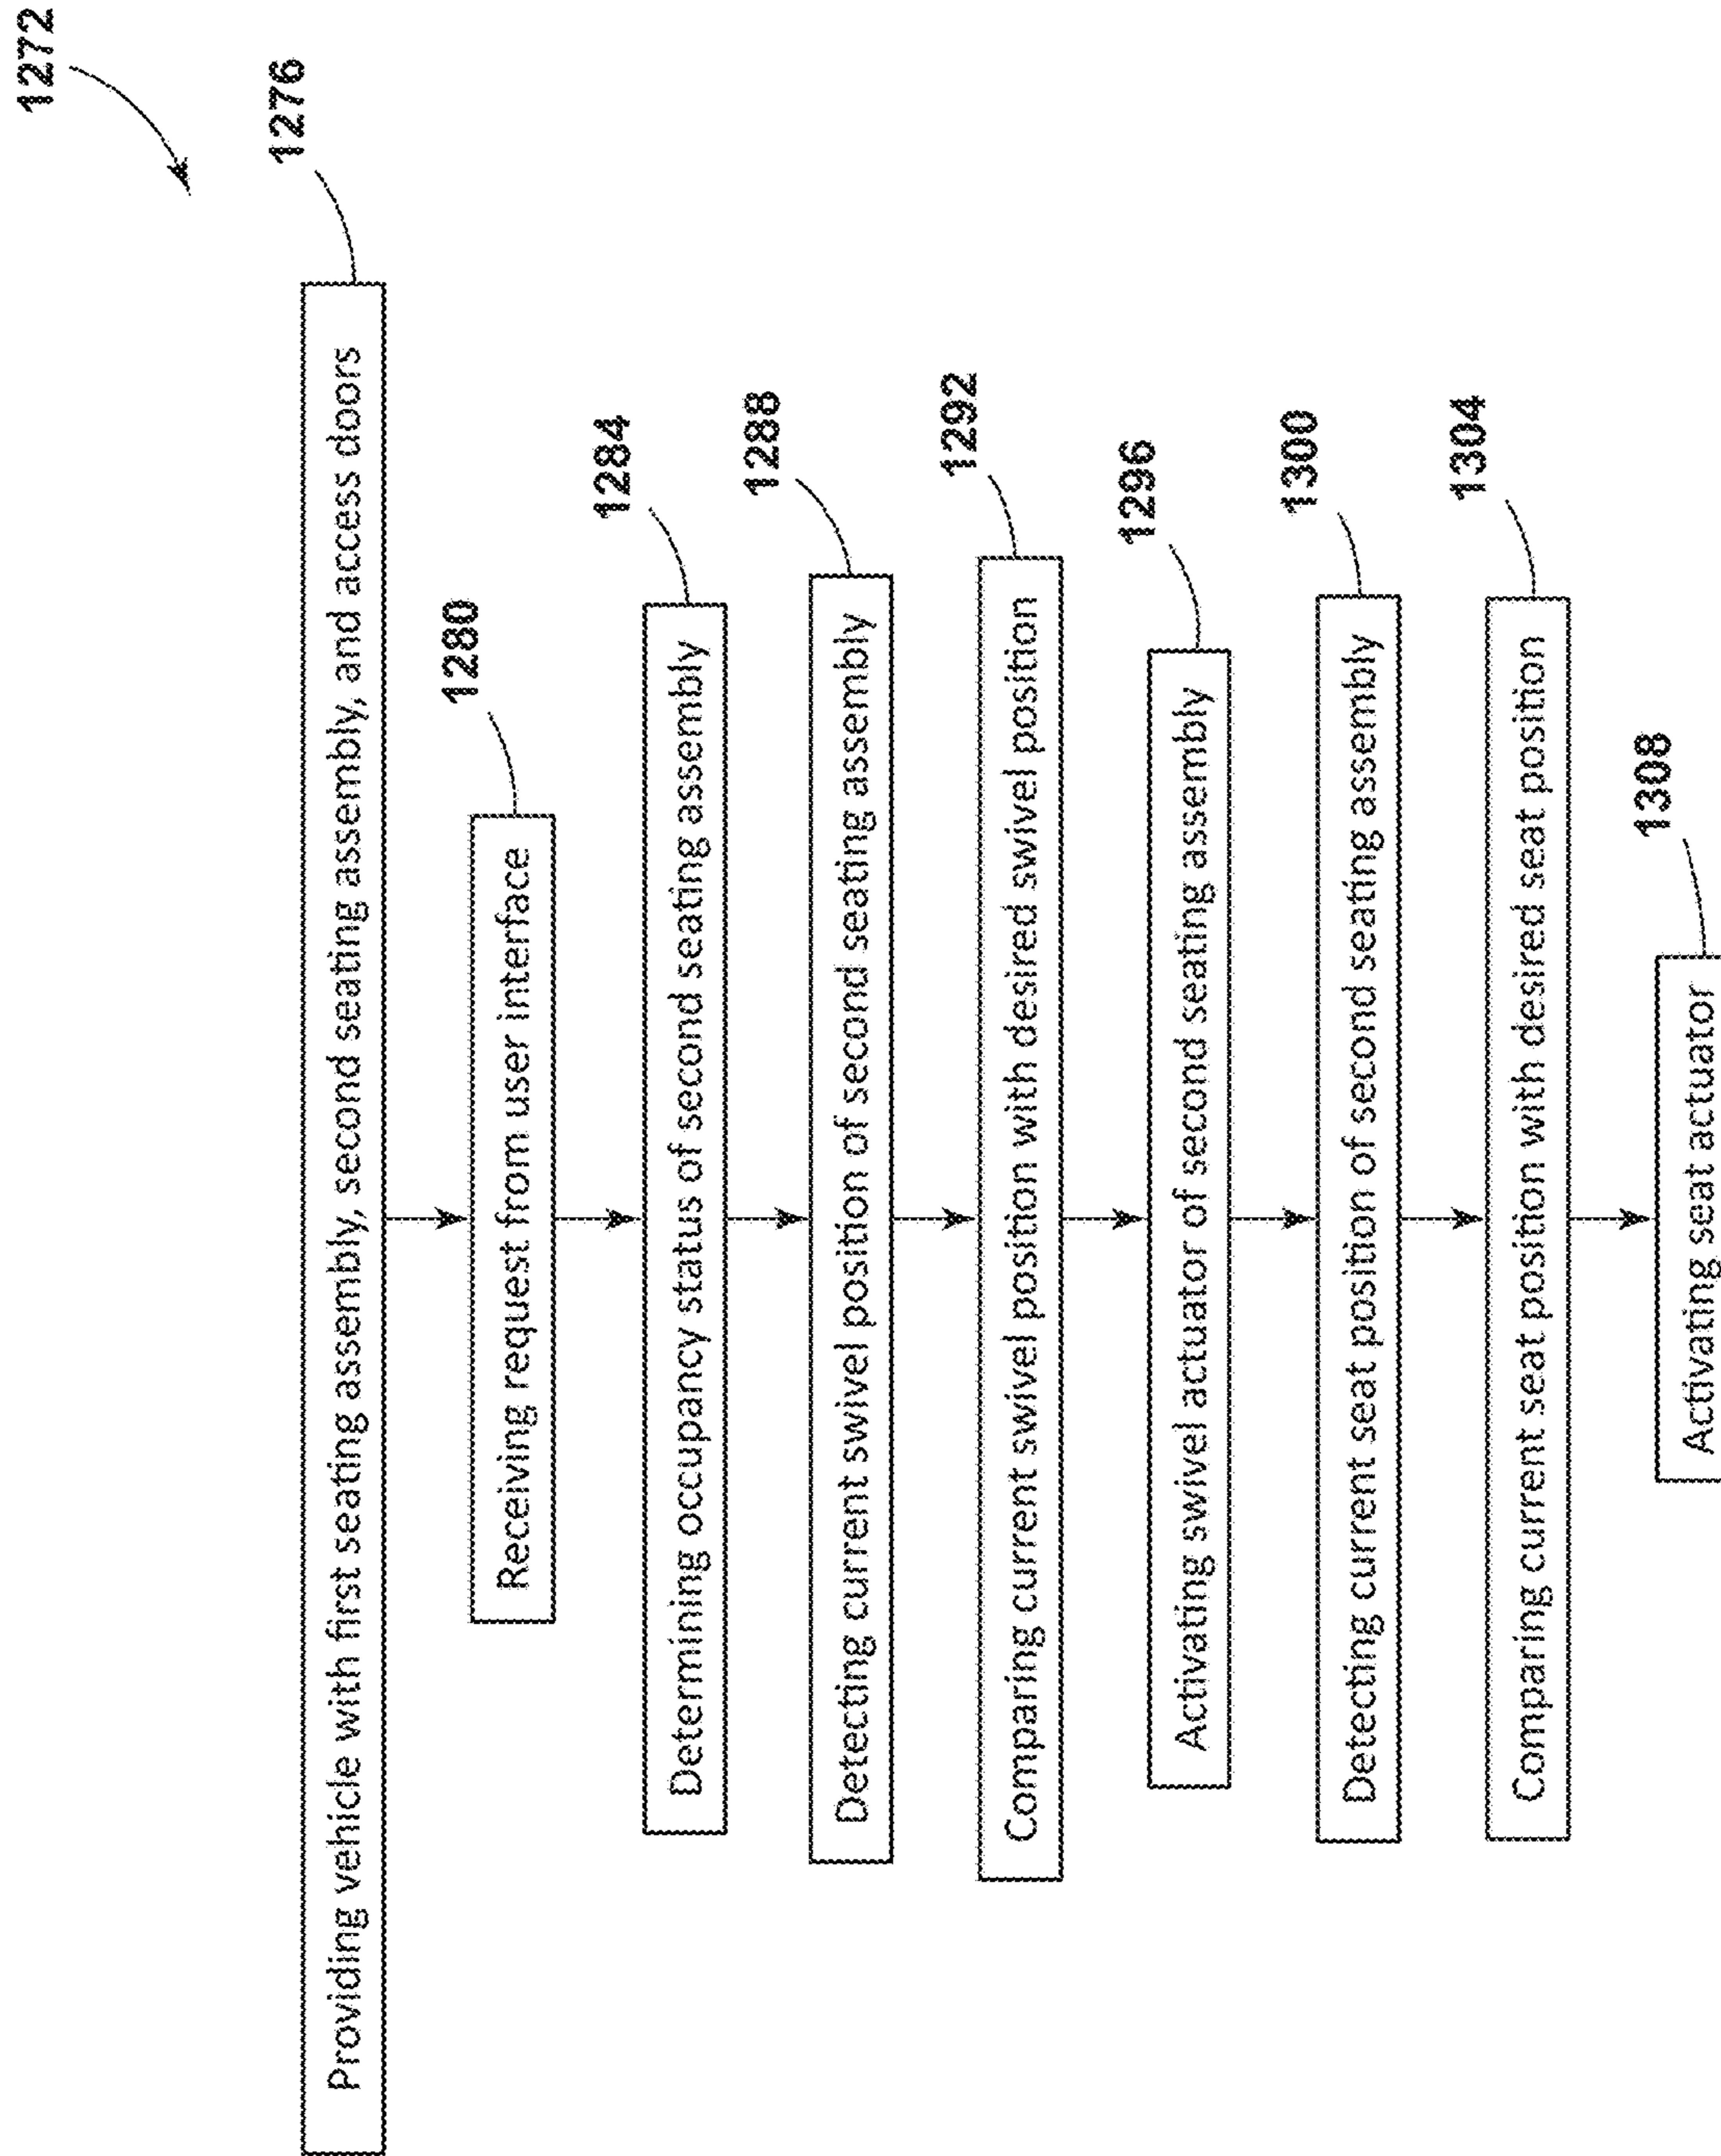 1272
Providing vehicle with first seating assembly, second seating assembly, and access doors
1276
Receiving request from user interface
1280
Determining occupancy status of second seating assembly
1284
Detecting current swivel position of second seating assembly
1288
Comparing current swivel position with desired swivel position
1292
Activating swivel actuator of second seating assembly
1296
Detecting current seat position of second seating assembly
1300
Comparing current seat position with desired seat position
1304
Activating seat actuator
1308